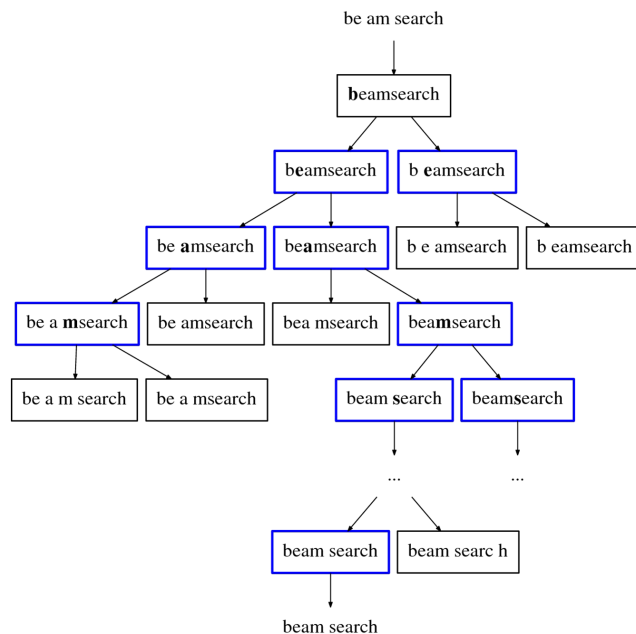 be am search
beamsearch
beamsearch
b eamsearch
be amsearch
beamsearch
b e amsearch
b eamsearch
be a msearch
be amsearch
bea msearch
beamsearch
be a m search
be a msearch
beam search
beamsearch
...
...
beam search
beam searc h
beam search